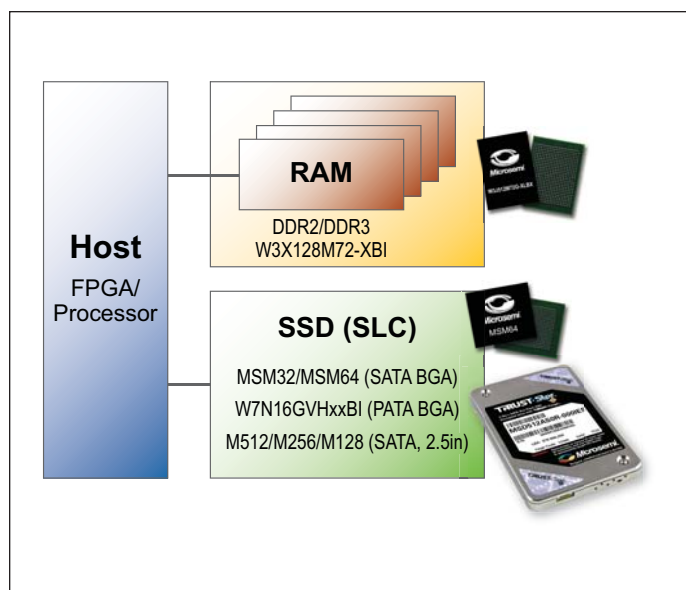 Host
FPGA/
Processor
RAM
DDR2/DDR3
W3X128M72-XBI
Microsemi
SSD (SLC)
MSM32/MSM64 (SATA BGA)
W7N16GVHxxBI (PATA BGA)
M512/M256/M128 (SATA, 2.5in)
Microsemi
MSM64
TRUST-Stor
Microsemi